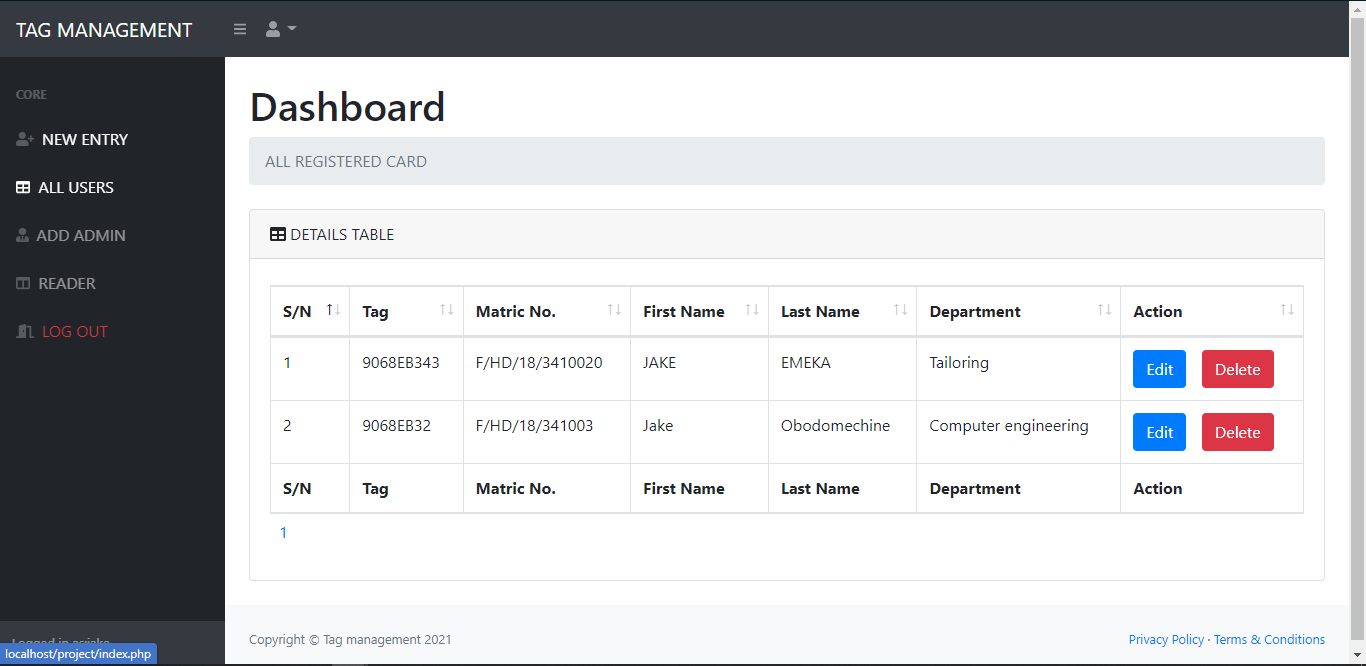 TAG MANAGEMENT
CORE
NEW ENTRY
ALL USERS
ADD ADMIN
READER
LOG OUT
Dashboard
ALL REGISTERED CARD
DETAILS TABLE
S/N Tag Matric No. First Name Last Name Department Action
1 9068EB343 F/HD/18/3410020 JAKE EMEKA Tailoring Edit Delete
2 9068EB32 F/HD/18/341003 Jake Obodomechine Computer engineering Edit Delete
S/N Tag Matric No. First Name Last Name Department Action
1
Copyright © Tag management 2021 Privacy Policy · Terms & Conditions
localhost/project/index.php